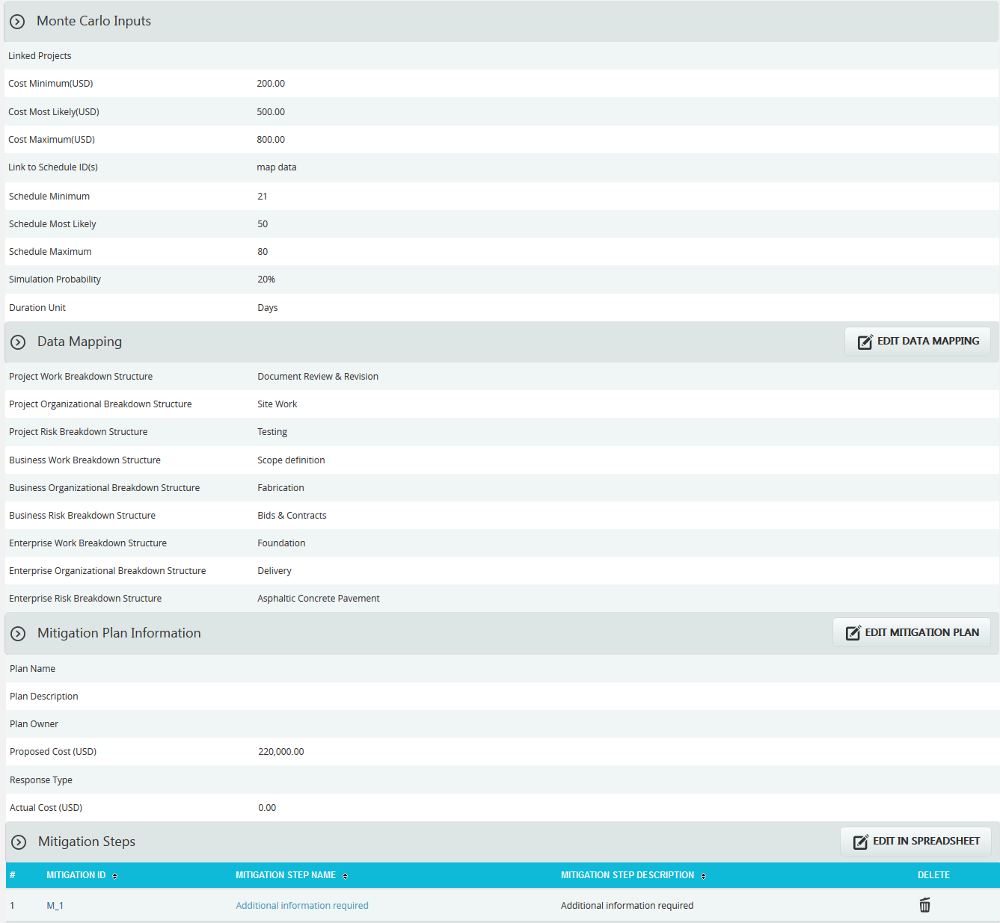 Monte Carlo Inputs
Linked Projects
Cost Minimum(USD) 200.00
Cost Most Likely(USD) 500.00
Cost Maximum(USD) 800.00
Link to Schedule ID(s) map data
Schedule Minimum 21
Schedule Most Likely 50
Schedule Maximum 80
Simulation Probability 20%
Duration Unit Days
Data Mapping EDIT DATA MAPPING
Project Work Breakdown Structure Document Review & Revision
Project Organizational Breakdown Structure Site Work
Project Risk Breakdown Structure Testing
Business Work Breakdown Structure Scope definition
Business Organizational Breakdown Structure Fabrication
Business Risk Breakdown Structure Bids & Contracts
Enterprise Work Breakdown Structure Foundation
Enterprise Organizational Breakdown Structure Delivery
Enterprise Risk Breakdown Structure Asphaltic Concrete Pavement
Mitigation Plan Information EDIT MITIGATION PLAN
Plan Name
Plan Description
Plan Owner
Proposed Cost (USD) 220,000.00
Response Type
Actual Cost (USD) 0.00
Mitigation Steps EDIT IN SPREADSHEET
# MITIGATION ID MITIGATION STEP NAME MITIGATION STEP DESCRIPTION DELETE
1 M_1 Additional information required Additional information required